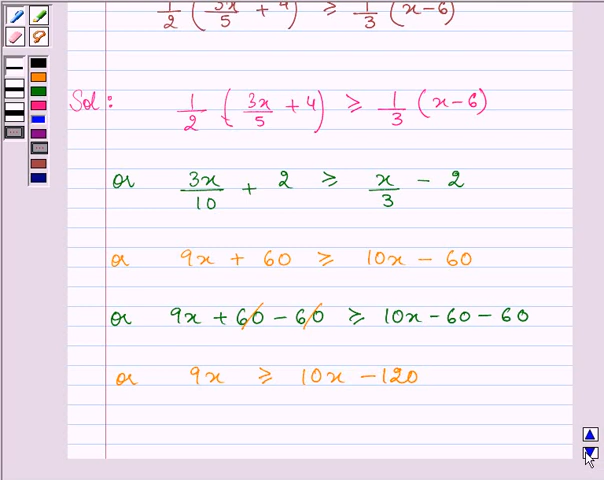 1/2 ( 3x/5 + 4 ) ≥ 1/3 ( x-6 )
Sol : 1/2 ( 3x/5 + 4 ) ≥ 1/3 ( x-6 )
or 3x/10 + 2 ≥ x/3 - 2
or 9x + 60 ≥ 10x - 60
or 9x + 60 - 60 ≥ 10x - 60 - 60
or 9x ≥ 10x - 120